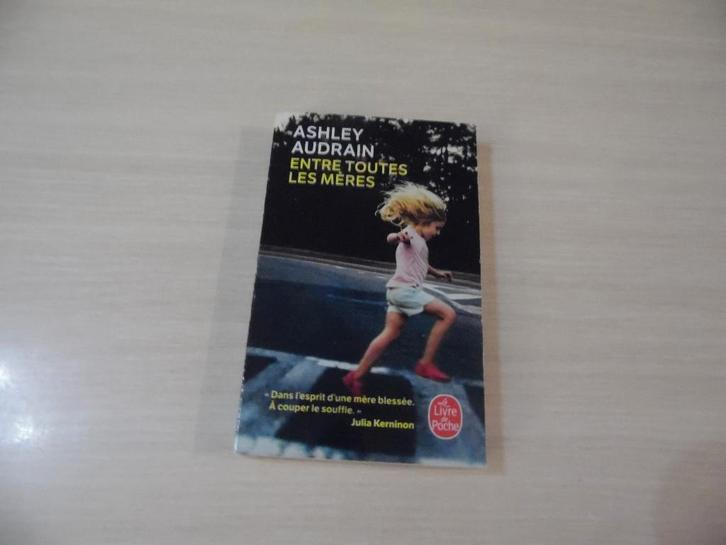 ASHLEY
AUDRAIN
ENTRE TOUTES
LES MÈRES
« Dans l'esprit d'une mère blessée.
À couper le souffle. »
Julia Kerninon
Le
Livre
de
Poche